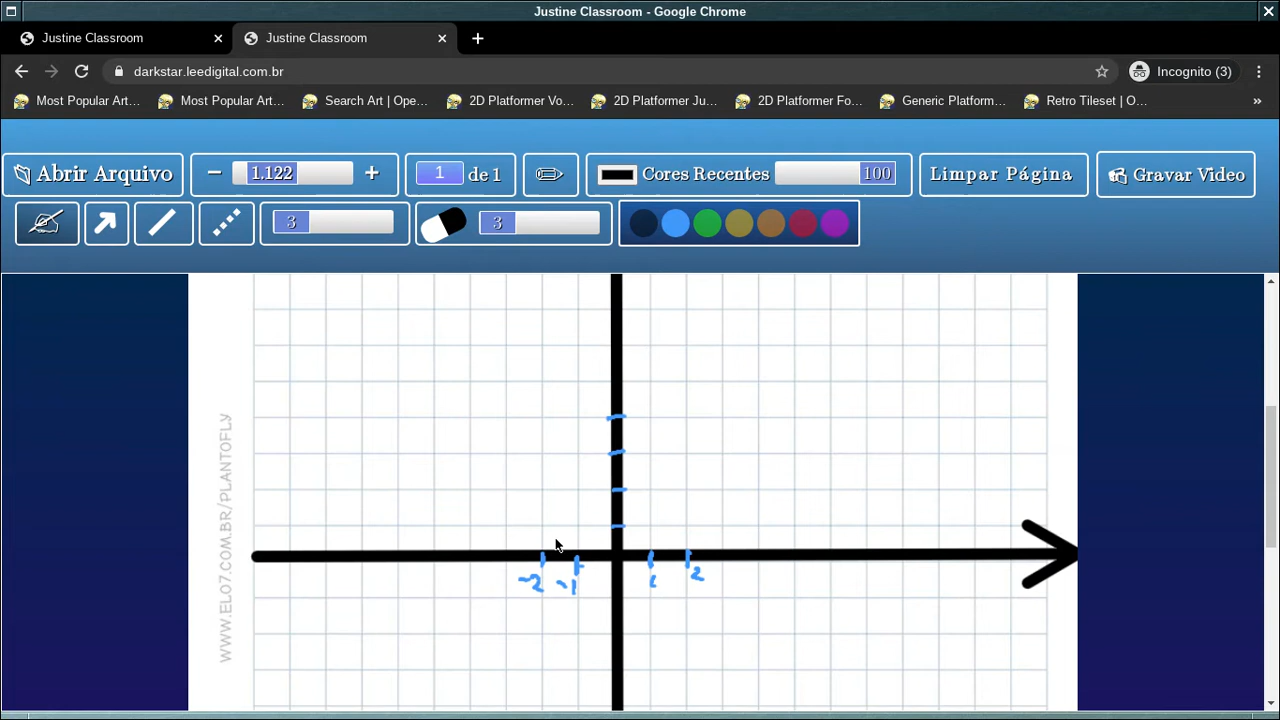 Justine Classroom - Google Chrome
Justine Classroom
Justine Classroom
darkstar.leedigital.com.br
Incognito (3)
Most Popular Art…
Most Popular Art…
Search Art | Ope…
2D Platformer Vo…
2D Platformer Ju…
2D Platformer Fo…
Generic Platform…
Retro Tileset | O…
»
Abrir Arquivo
− 1.122 +
1 de 1
Cores Recentes 100
Limpar Página
Gravar Video
3
3
WWW.ELO7.COM.BR/PLANTOFLY
-2 -1 1 2